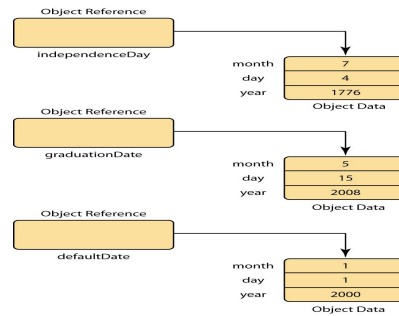 Object Reference
independenceDay
month 7
day 4
year 1776
Object Data
Object Reference
graduationDate
month 5
day 15
year 2008
Object Data
Object Reference
defaultDate
month 1
day 1
year 2000
Object Data